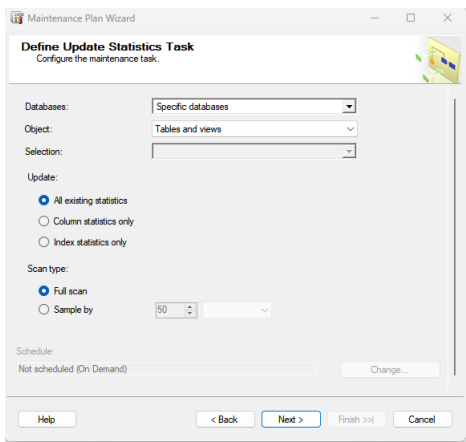 Maintenance Plan Wizard
Define Update Statistics Task
Configure the maintenance task.
Databases: Specific databases
Object: Tables and views
Selection:
Update:
All existing statistics
Column statistics only
Index statistics only
Scan type:
Full scan
Sample by 50
Schedule:
Not scheduled (On Demand) Change...
Help < Back Next > Finish >>| Cancel